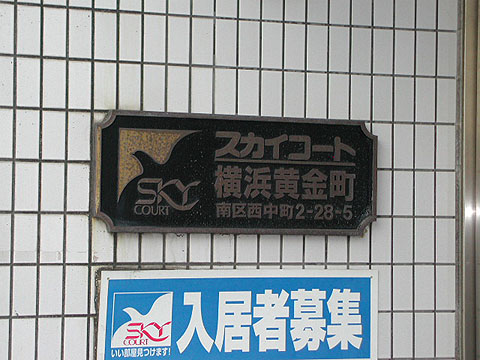 スカイコート
横浜黄金町
南区西中町2-28-5
SKY
COURT
入居者募集
SKY
COURT
いい部屋見つけます!